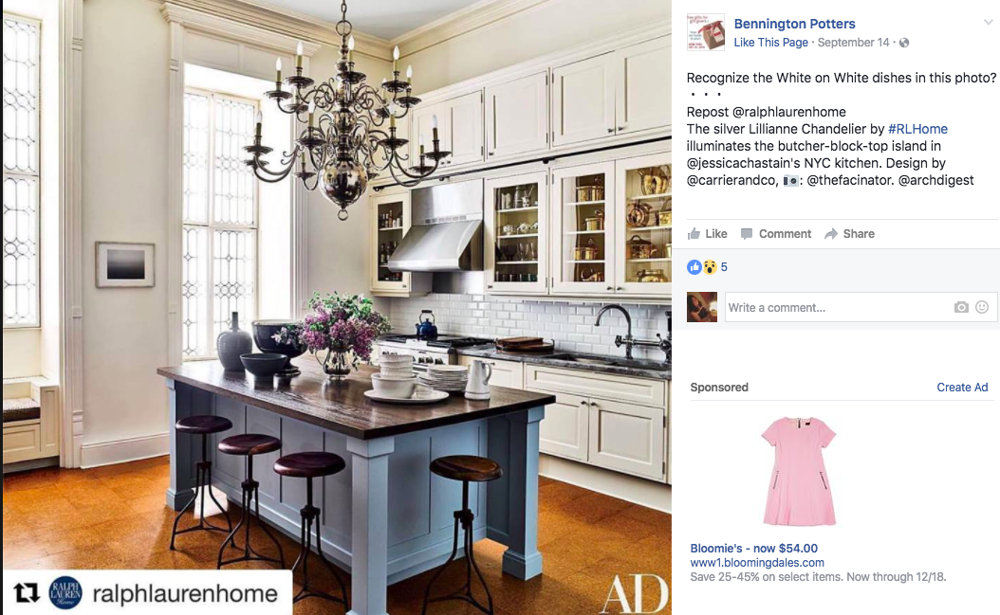 Bennington Potters
Like This Page · September 14 ·
Recognize the White on White dishes in this photo?
• • •
Repost @ralphlaurenhome
The silver Lillianne Chandelier by #RLHome
illuminates the butcher-block-top island in
@jessicachastain's NYC kitchen. Design by
@carrierandco, 📷: @thefacinator. @archdigest
Like Comment Share
5
Write a comment...
Sponsored Create Ad
Bloomie's - now $54.00
www1.bloomingdales.com
Save 25-45% on select items. Now through 12/18.
RALPH
LAUREN
Home
ralphlaurenhome
AD